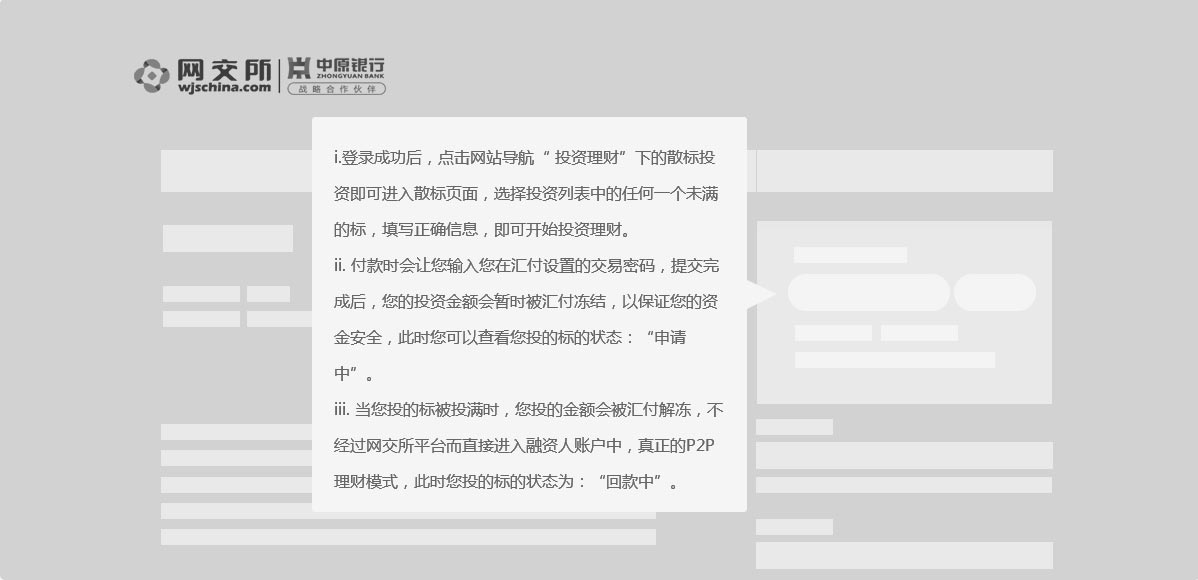 网交所
wjschina.com
中原银行
ZHONGYUAN BANK
战略合作伙伴
i.登录成功后，点击网站导航“ 投资理财”下的散标投
资即可进入散标页面，选择投资列表中的任何一个未满
的标，填写正确信息，即可开始投资理财。
ii. 付款时会让您输入您在汇付设置的交易密码，提交完
成后，您的投资金额会暂时被汇付冻结，以保证您的资
金安全，此时您可以查看您投的标的状态：“申请
中”。
iii. 当您投的标被投满时，您投的金额会被汇付解冻，不
经过网交所平台而直接进入融资人账户中，真正的P2P
理财模式，此时您投的标的状态为：“回款中”。